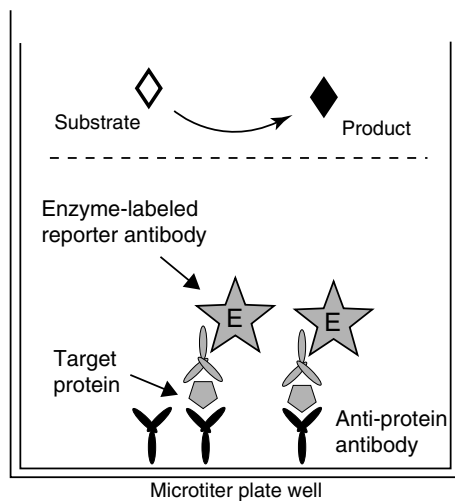 Substrate
Product
Enzyme-labeled
reporter antibody
E
E
Target
protein
Anti-protein
antibody
Microtiter plate well